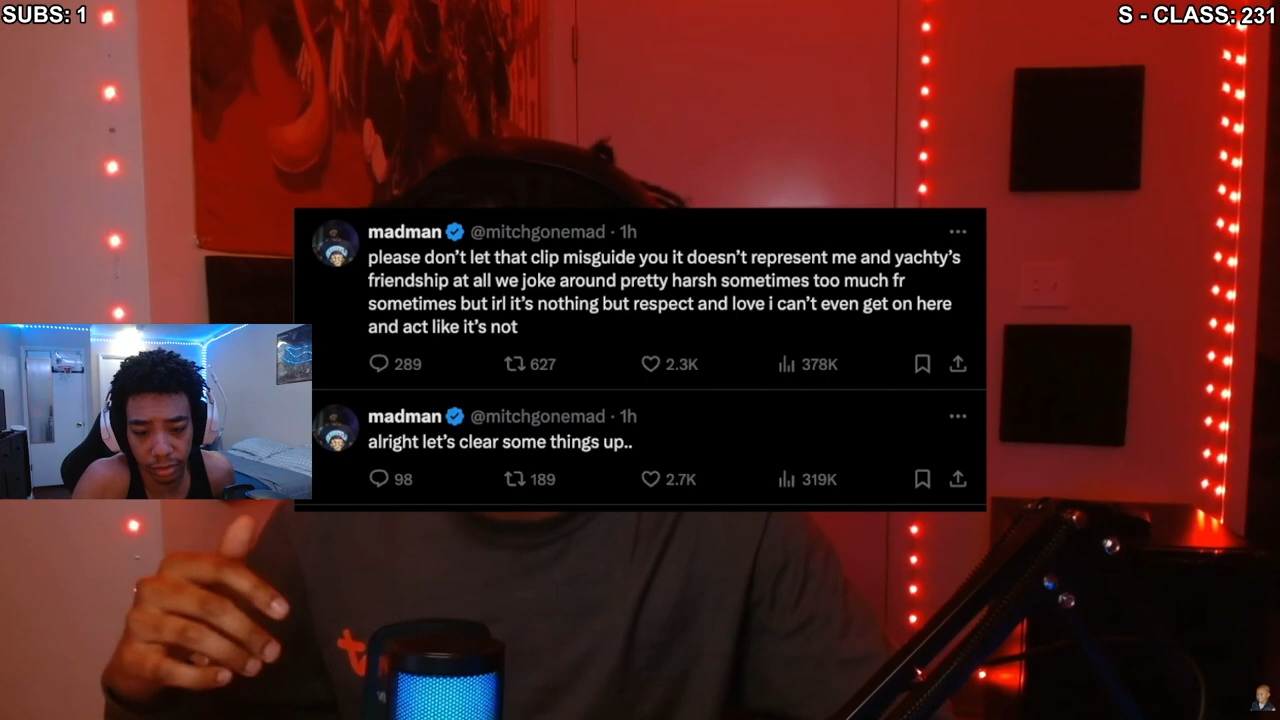 SUBS: 1
S - CLASS: 231
madman @mitchgonemad · 1h
please don't let that clip misguide you it doesn't represent me and yachty's
friendship at all we joke around pretty harsh sometimes too much fr
sometimes but irl it's nothing but respect and love i can't even get on here
and act like it's not
289 627 2.3K 378K
madman @mitchgonemad · 1h
alright let's clear some things up..
98 189 2.7K 319K